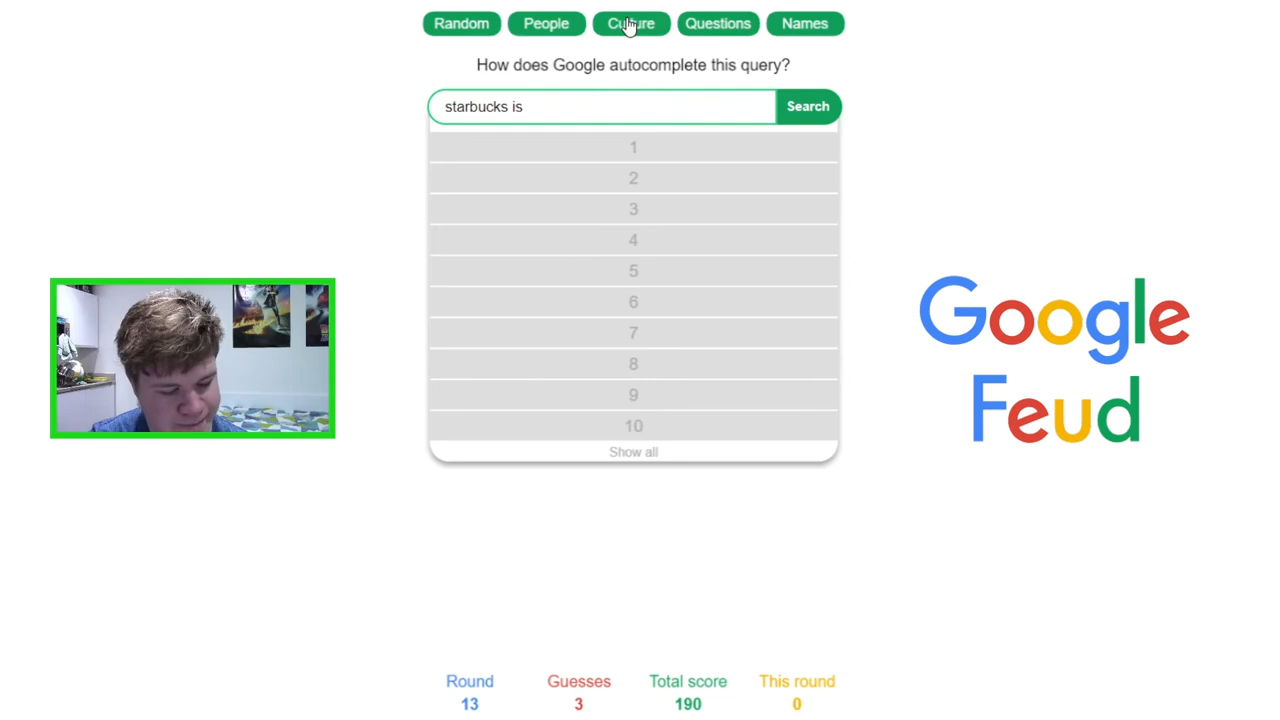 Random People Culture Questions Names
How does Google autocomplete this query?
starbucks is Search
1
2
3
4
5
6
7
8
9
10
Show all
Google
Feud
Round Guesses Total score This round
13 3 190 0